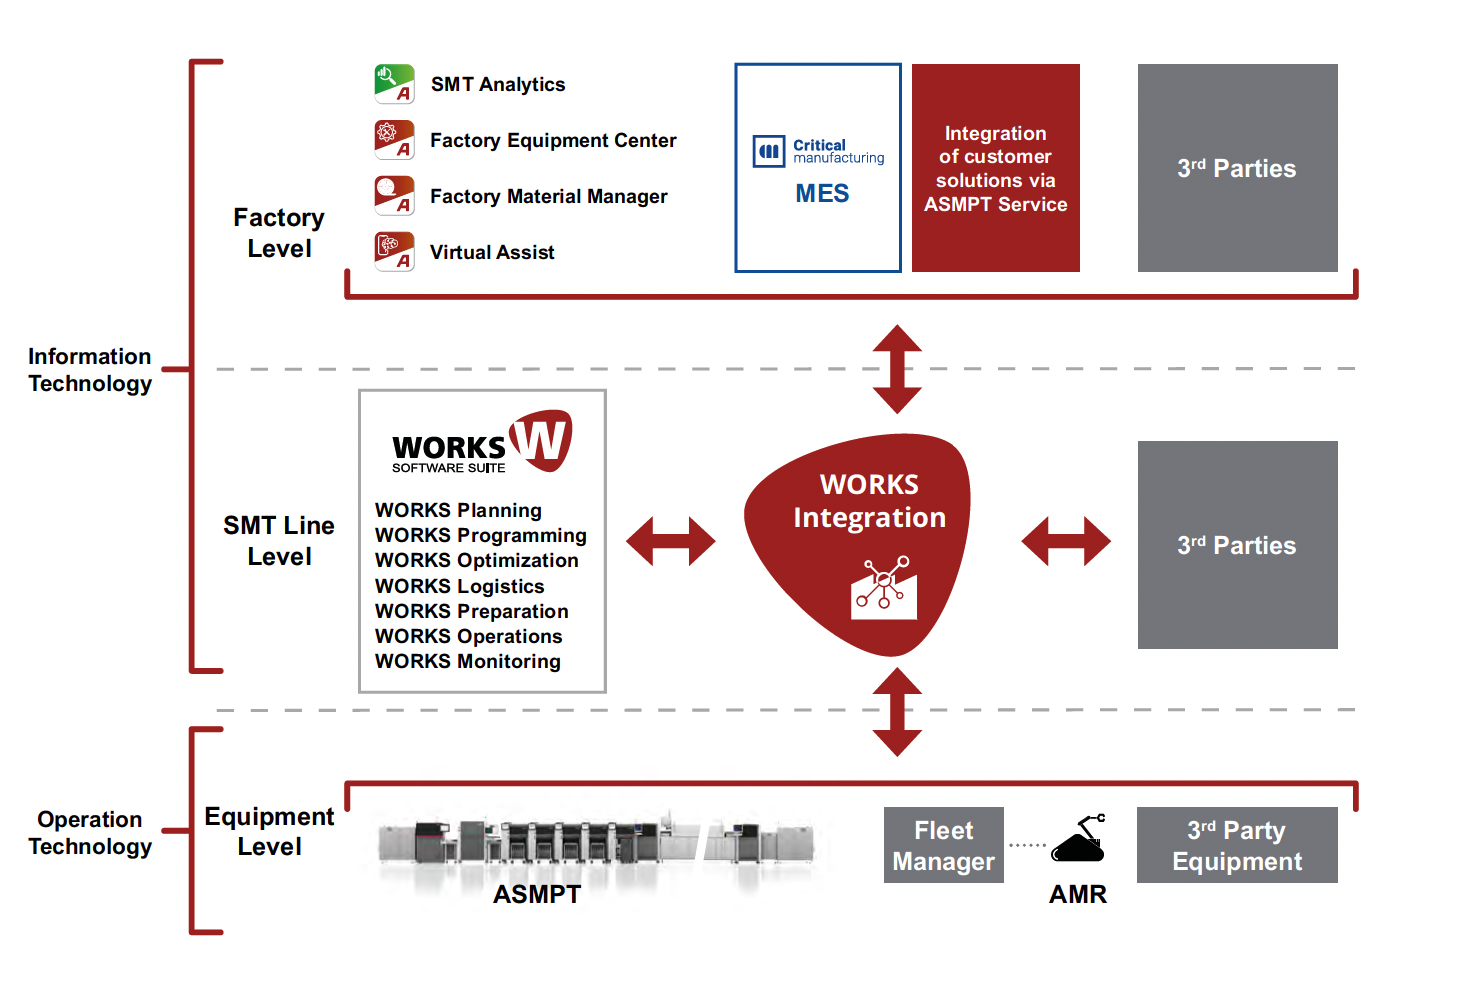 SMT Analytics
Factory Equipment Center
Factory Material Manager
Virtual Assist
Critical
manufacturing
MES
Integration
of customer
solutions via
ASMPT Service
3rd Parties
Factory
Level
Information
Technology
WORKS W
SOFTWARE SUITE
WORKS Planning
WORKS Programming
WORKS Optimization
WORKS Logistics
WORKS Preparation
WORKS Operations
WORKS Monitoring
SMT Line
Level
WORKS
Integration
3rd Parties
Operation
Technology
Equipment
Level
ASMPT
Fleet
Manager
AMR
3rd Party
Equipment